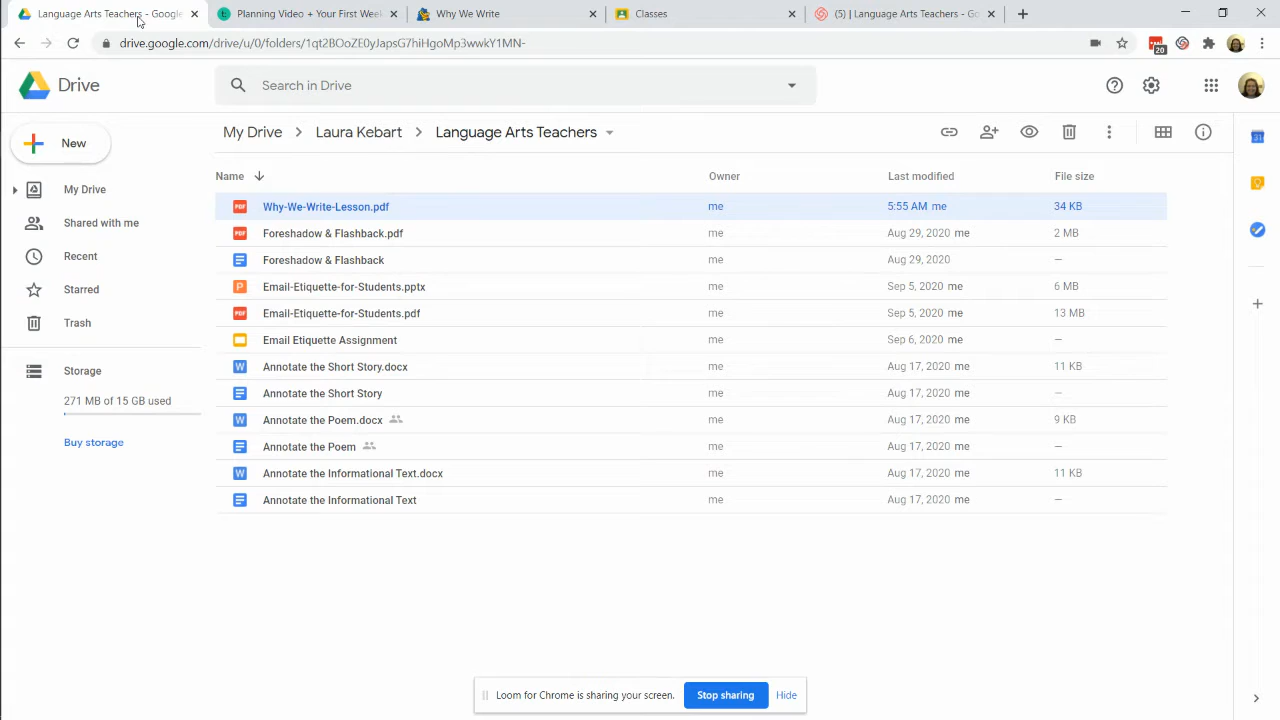 Language Arts Teachers - Google
Planning Video + Your First Week
Why We Write
Classes
(5) | Language Arts Teachers - Go
drive.google.com/drive/u/0/folders/1qt2BOoZE0yJapsG7hiHgoMn3wwkY1MN-
20
Drive
Search in Drive
New
My Drive > Laura Kebart > Language Arts Teachers
31
Name
Owner
Last modified
File size
My Drive
Shared with me
Recent
Starred
Trash
Storage
271 MB of 15 GB used
Buy storage
PDF Why-We-Write-Lesson.pdf me 5:55 AM me 34 KB
PDF Foreshadow & Flashback.pdf me Aug 29, 2020 me 2 MB
Foreshadow & Flashback me Aug 29, 2020 —
P Email-Etiquette-for-Students.pptx me Sep 5, 2020 me 6 MB
PDF Email-Etiquette-for-Students.pdf me Sep 5, 2020 me 13 MB
Email Etiquette Assignment me Sep 6, 2020 me —
W Annotate the Short Story.docx me Aug 17, 2020 me 11 KB
Annotate the Short Story me Aug 17, 2020 me —
W Annotate the Poem.docx me Aug 17, 2020 me 9 KB
Annotate the Poem me Aug 17, 2020 me —
W Annotate the Informational Text.docx me Aug 17, 2020 me 11 KB
Annotate the Informational Text me Aug 17, 2020 me —
Loom for Chrome is sharing your screen.
Stop sharing
Hide